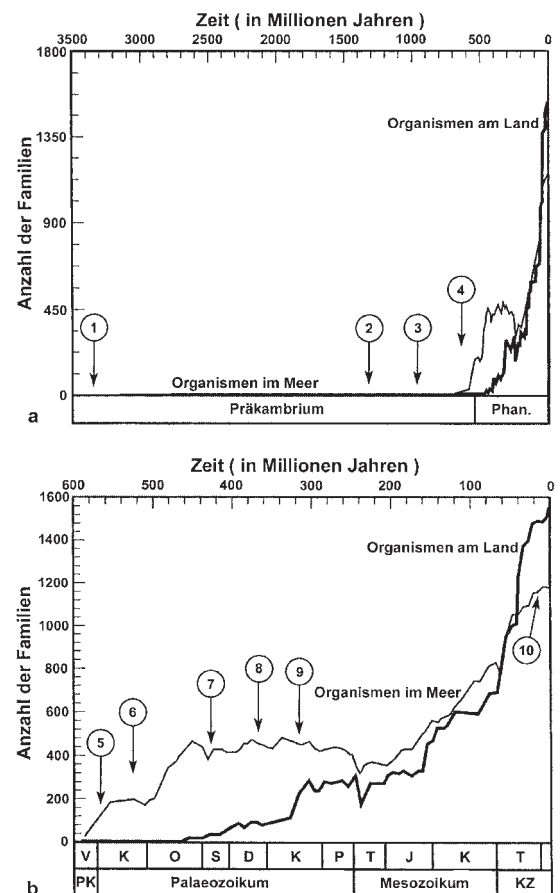 a
Zeit ( in Millionen Jahren )
3500 3000 2500 2000 1500 1000 500 0
Anzahl der Familien
1800
1350
900
450
0
Organismen am Land
4
1 2 3
Organismen im Meer
Präkambrium Phan.
b
Zeit ( in Millionen Jahren )
600 500 400 300 200 100 0
Anzahl der Familien
1600
1400
1200
1000
800
600
400
200
0
Organismen am Land
10
7 8 9
Organismen im Meer
5 6
V K O S D K P T J K T
PK Palaeozoikum Mesozoikum KZ